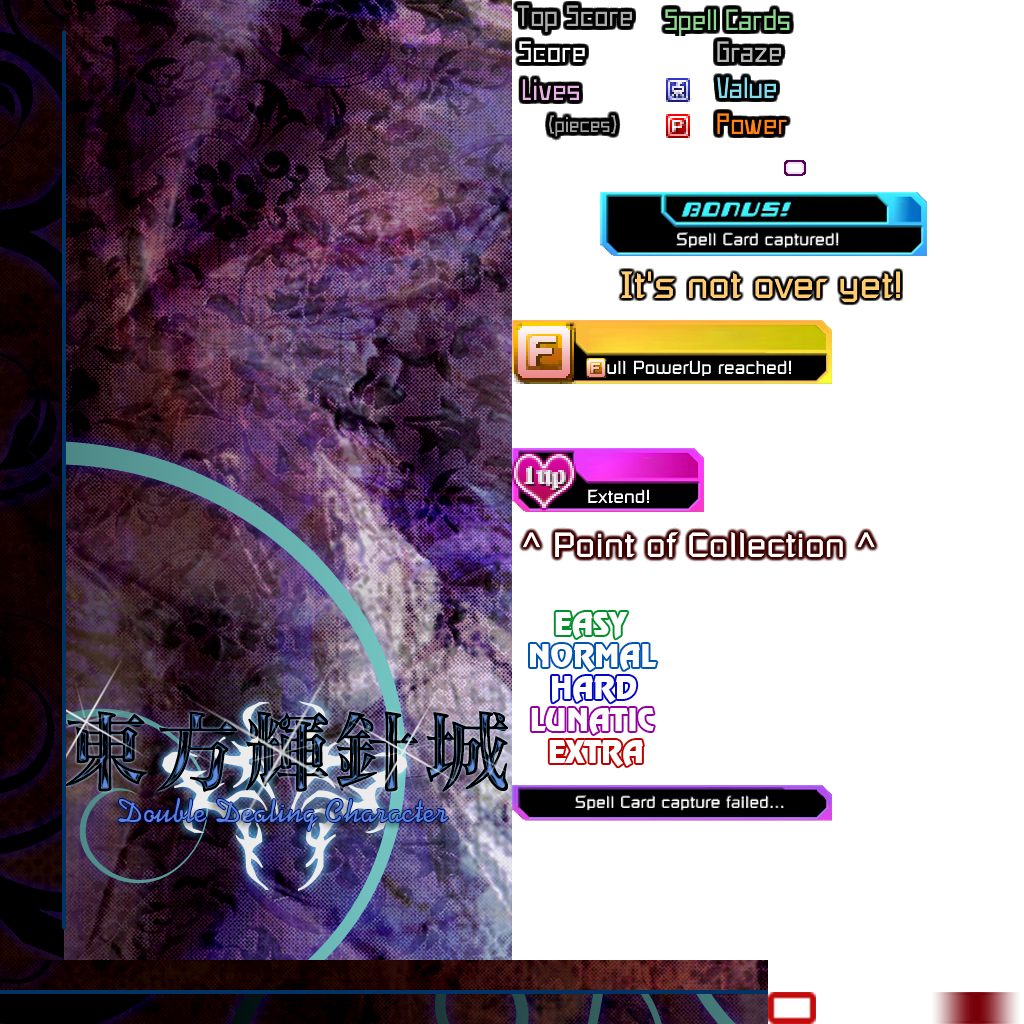 Top Score
Spell Cards
Score
Graze
Lives
Value
(pieces)
P
Power
BONUS!
Spell Card captured!
It's not over yet!
F
Full PowerUp reached!
1up
Extend!
^ Point of Collection ^
EASY
NORMAL
HARD
LUNATIC
EXTRA
東方輝針城
Double Dealing Character
Spell Card capture failed...